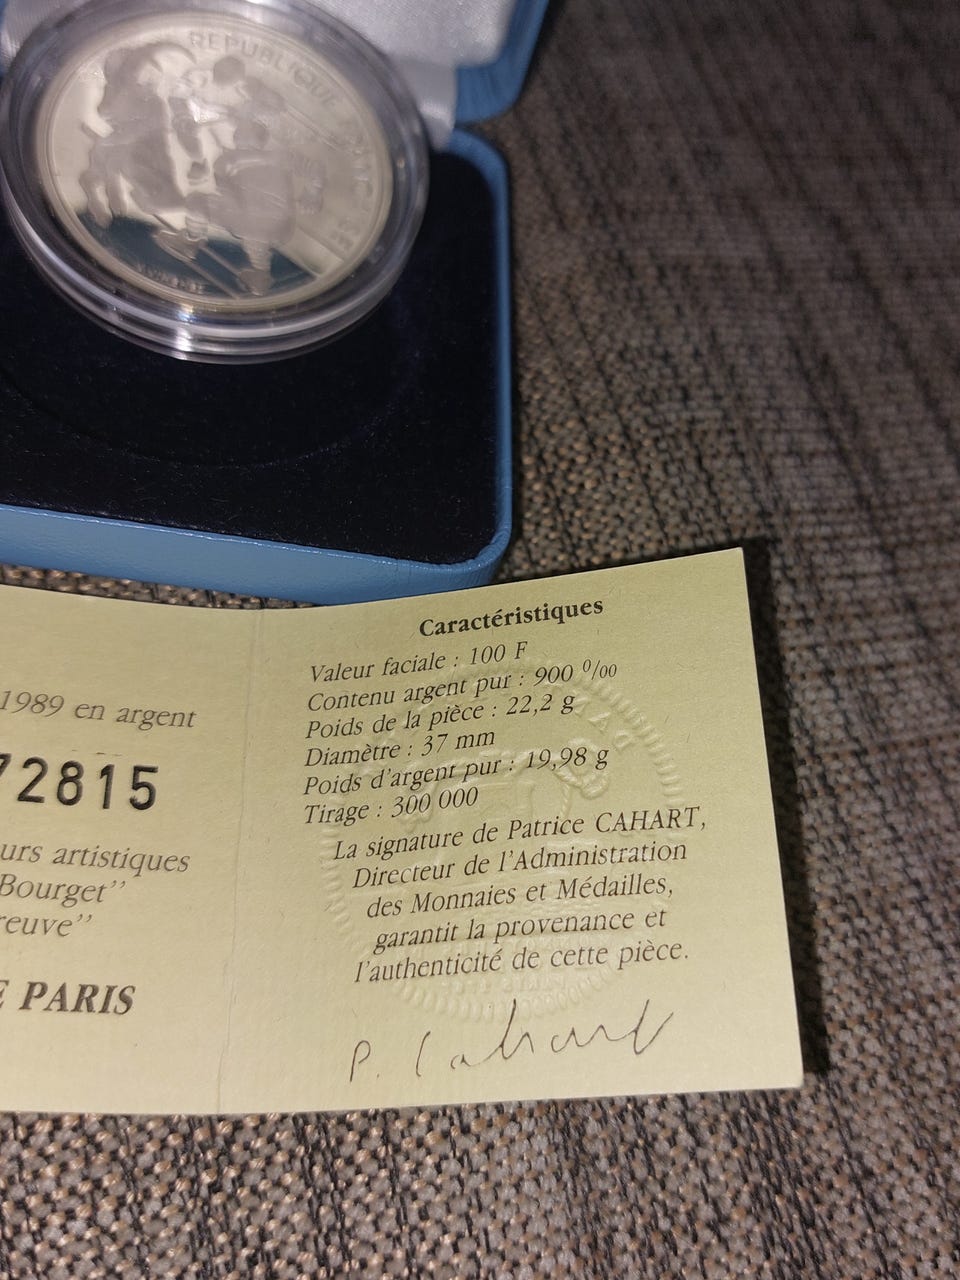 REPUBLIQUE
Caractéristiques
Valeur faciale : 100 F
Contenu argent pur : 900 ⁰/₀₀
Poids de la pièce : 22,2 g
Diamètre : 37 mm
Poids d'argent pur : 19,98 g
Tirage : 300 000
La signature de Patrice CAHART,
Directeur de l'Administration
des Monnaies et Médailles,
garantit la provenance et
l'authenticité de cette pièce.
P. Cahart
1989 en argent
72815
urs artistiques
Bourget’’
reuve’’
E PARIS